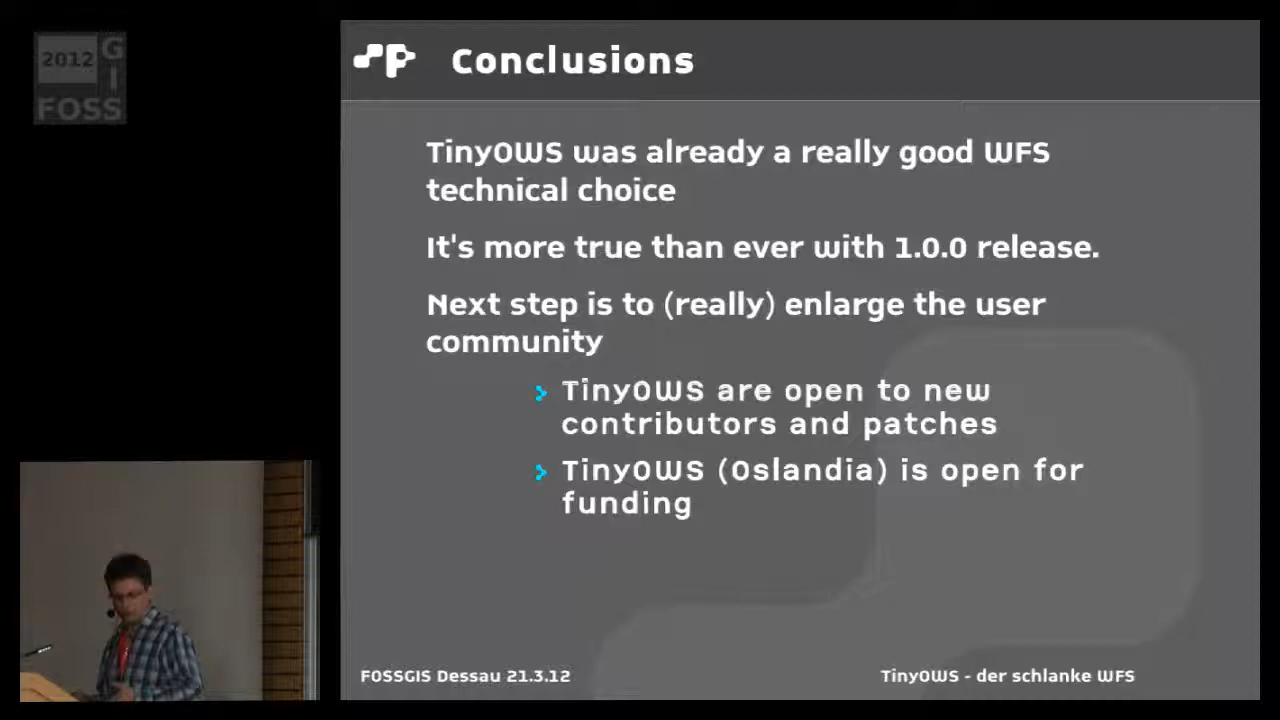 2012 GI
FOSS
Conclusions
TinyOWS was already a really good WFS
technical choice
It's more true than ever with 1.0.0 release.
Next step is to (really) enlarge the user
community
TinyOWS are open to new
contributors and patches
TinyOWS (Oslandia) is open for
funding
FOSSGIS Dessau 21.3.12
TinyOWS - der schlanke WFS